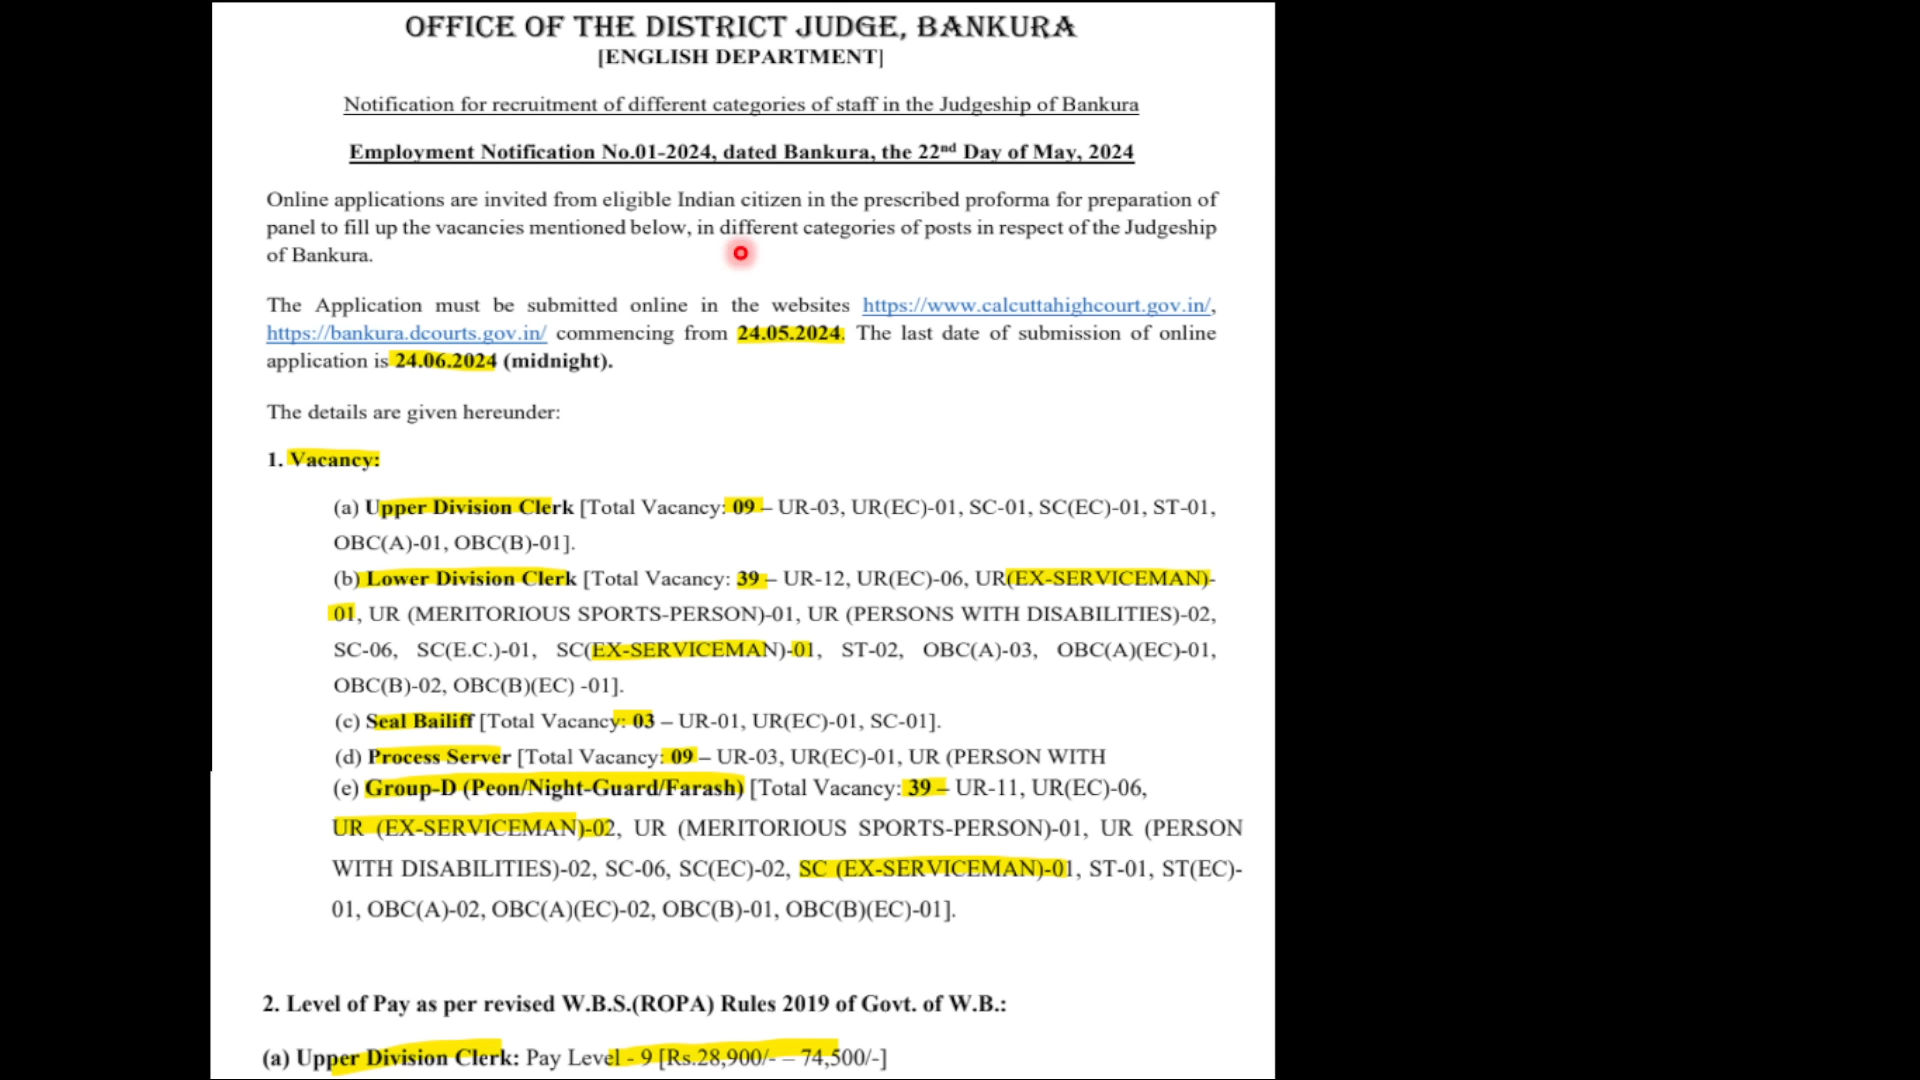 OFFICE OF THE DISTRICT JUDGE, BANKURA
[ENGLISH DEPARTMENT]
Notification for recruitment of different categories of staff in the Judgeship of Bankura
Employment Notification No.01-2024, dated Bankura, the 22nd Day of May, 2024
Online applications are invited from eligible Indian citizen in the prescribed proforma for preparation of
panel to fill up the vacancies mentioned below, in different categories of posts in respect of the Judgeship
of Bankura.
The Application must be submitted online in the websites https://www.calcuttahighcourt.gov.in/,
https://bankura.dcourts.gov.in/ commencing from 24.05.2024. The last date of submission of online
application is 24.06.2024 (midnight).
The details are given hereunder:
1. Vacancy:
(a) Upper Division Clerk [Total Vacancy: 09 – UR-03, UR(EC)-01, SC-01, SC(EC)-01, ST-01,
OBC(A)-01, OBC(B)-01].
(b) Lower Division Clerk [Total Vacancy: 39 – UR-12, UR(EC)-06, UR(EX-SERVICEMAN)-
01, UR (MERITORIOUS SPORTS-PERSON)-01, UR (PERSONS WITH DISABILITIES)-02,
SC-06, SC(E.C.)-01, SC(EX-SERVICEMAN)-01, ST-02, OBC(A)-03, OBC(A)(EC)-01,
OBC(B)-02, OBC(B)(EC) -01].
(c) Seal Bailiff [Total Vacancy: 03 – UR-01, UR(EC)-01, SC-01].
(d) Process Server [Total Vacancy: 09 – UR-03, UR(EC)-01, UR (PERSON WITH
(e) Group-D (Peon/Night-Guard/Farash) [Total Vacancy: 39 – UR-11, UR(EC)-06,
UR (EX-SERVICEMAN)-02, UR (MERITORIOUS SPORTS-PERSON)-01, UR (PERSON
WITH DISABILITIES)-02, SC-06, SC(EC)-02, SC (EX-SERVICEMAN)-01, ST-01, ST(EC)-
01, OBC(A)-02, OBC(A)(EC)-02, OBC(B)-01, OBC(B)(EC)-01].
2. Level of Pay as per revised W.B.S.(ROPA) Rules 2019 of Govt. of W.B.:
(a) Upper Division Clerk: Pay Level - 9 [Rs.28,900/- – 74,500/-]